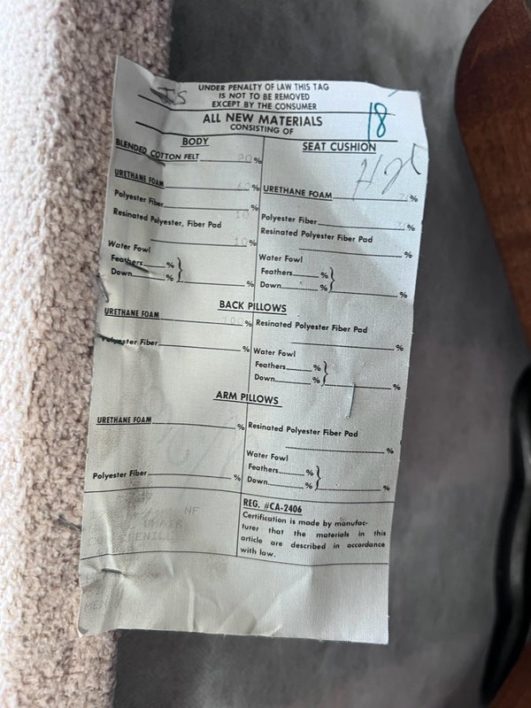 UNDER PENALTY OF LAW THIS TAG
IS NOT TO BE REMOVED
EXCEPT BY THE CONSUMER
ALL NEW MATERIALS
CONSISTING OF
18
BODY
BLENDED COTTON FELT 20 %
URETHANE FOAM %
Polyester Fiber %
Resinated Polyester, Fiber Pad
10 %
Water Fowl
Feathers %
Down % } %
SEAT CUSHION
URETHANE FOAM %
Polyester Fiber %
Resinated Polyester Fiber Pad
%
Water Fowl
Feathers %
Down % } %
BACK PILLOWS
URETHANE FOAM %
Polyester Fiber %
Resinated Polyester Fiber Pad
%
Water Fowl
Feathers %
Down % } %
ARM PILLOWS
URETHANE FOAM %
Polyester Fiber %
Resinated Polyester Fiber Pad
%
Water Fowl
Feathers %
Down % } %
NF
REG. #CA-2406
Certification is made by manufac-
turer that the materials in this
article are described in accordance
with law.